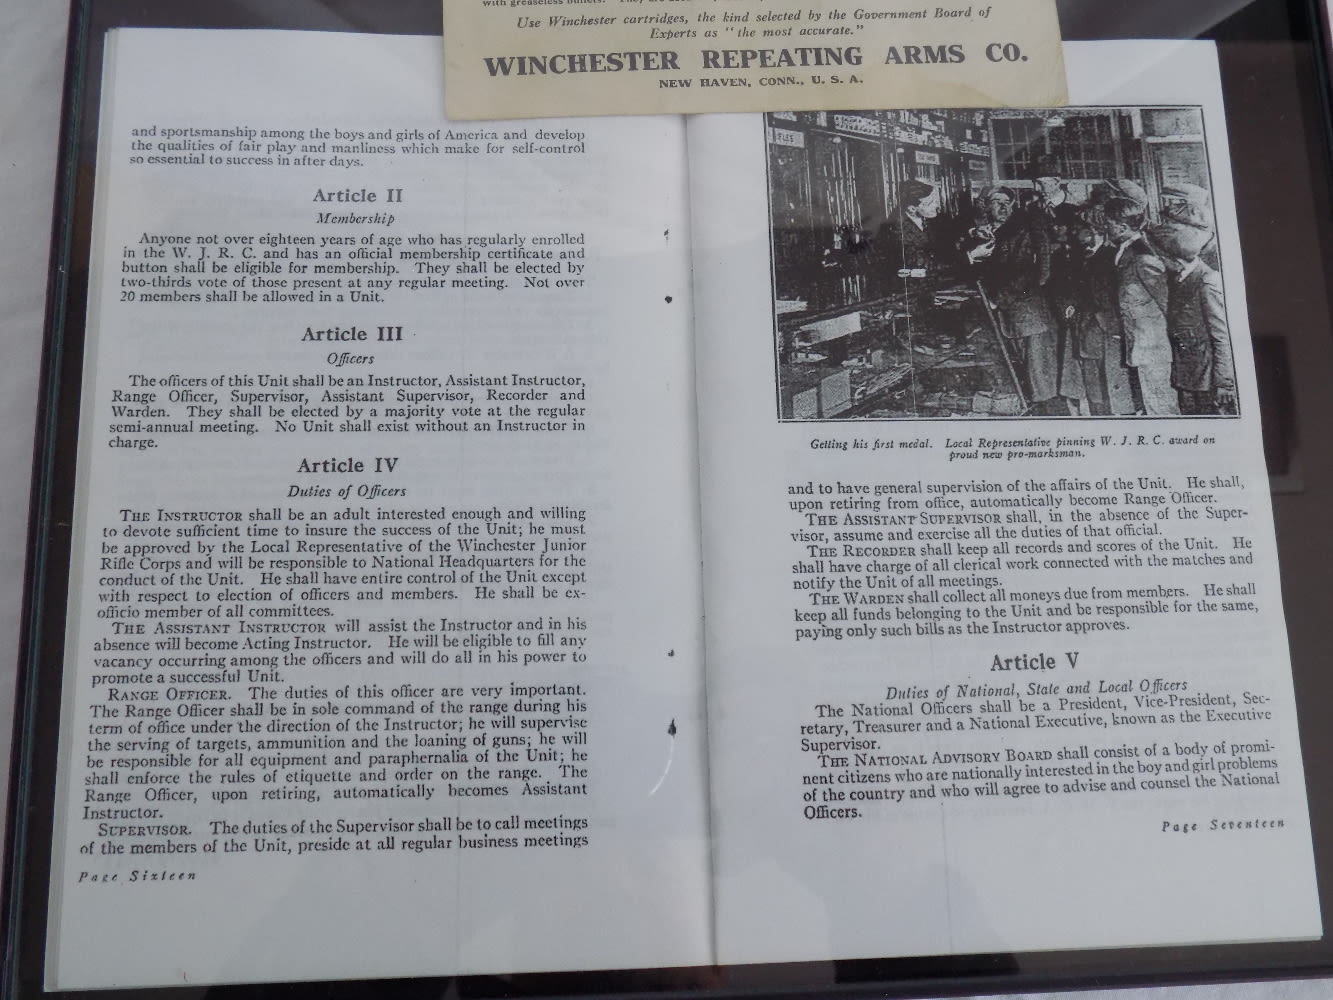 Use Winchester cartridges, the kind selected by the Government Board of
Experts as "the most accurate."
WINCHESTER REPEATING ARMS CO.
NEW HAVEN, CONN., U. S. A.
and sportsmanship among the boys and girls of America and develop
the qualities of fair play and manliness which make for self-control
so essential to success in after days.
Article II
Membership
Anyone not over eighteen years of age who has regularly enrolled
in the W. J. R. C. and has an official membership certificate and
button shall be eligible for membership. They shall be elected by
two-thirds vote of those present at any regular meeting. Not over
20 members shall be allowed in a Unit.
Article III
Officers
The officers of this Unit shall be an Instructor, Assistant Instructor,
Range Officer, Supervisor, Assistant Supervisor, Recorder and
Warden. They shall be elected by a majority vote at the regular
semi-annual meeting. No Unit shall exist without an Instructor in
charge.
Article IV
Duties of Officers
THE INSTRUCTOR shall be an adult interested enough and willing
to devote sufficient time to insure the success of the Unit; he must
be approved by the Local Representative of the Winchester Junior
Rifle Corps and will be responsible to National Headquarters for the
conduct of the Unit. He shall have entire control of the Unit except
with respect to election of officers and members. He shall be ex-
officio member of all committees.
THE ASSISTANT INSTRUCTOR will assist the Instructor and in his
absence will become Acting Instructor. He will be eligible to fill any
vacancy occurring among the officers and will do all in his power to
promote a successful Unit.
RANGE OFFICER. The duties of this officer are very important.
The Range Officer shall be in sole command of the range during his
term of office under the direction of the Instructor; he will supervise
the serving of targets, ammunition and the loaning of guns; he will
be responsible for all equipment and paraphernalia of the Unit; he
shall enforce the rules of etiquette and order on the range. The
Range Officer, upon retiring, automatically becomes Assistant
Instructor.
SUPERVISOR. The duties of the Supervisor shall be to call meetings
of the members of the Unit, preside at all regular business meetings
Page Sixteen
Getting his first medal. Local Representative pinning W. J. R. C. award on
proud new pro-marksman.
and to have general supervision of the affairs of the Unit. He shall,
upon retiring from office, automatically become Range Officer.
THE ASSISTANT SUPERVISOR shall, in the absence of the Super-
visor, assume and exercise all the duties of that official.
THE RECORDER shall keep all records and scores of the Unit. He
shall have charge of all clerical work connected with the matches and
notify the Unit of all meetings.
THE WARDEN shall collect all moneys due from members. He shall
keep all funds belonging to the Unit and be responsible for the same,
paying only such bills as the Instructor approves.
Article V
Duties of National, State and Local Officers
The National Officers shall be a President, Vice-President, Sec-
retary, Treasurer and a National Executive, known as the Executive
Supervisor.
THE NATIONAL ADVISORY BOARD shall consist of a body of promi-
nent citizens who are nationally interested in the boy and girl problems
of the country and who will agree to advise and counsel the National
Officers.
Page Seventeen